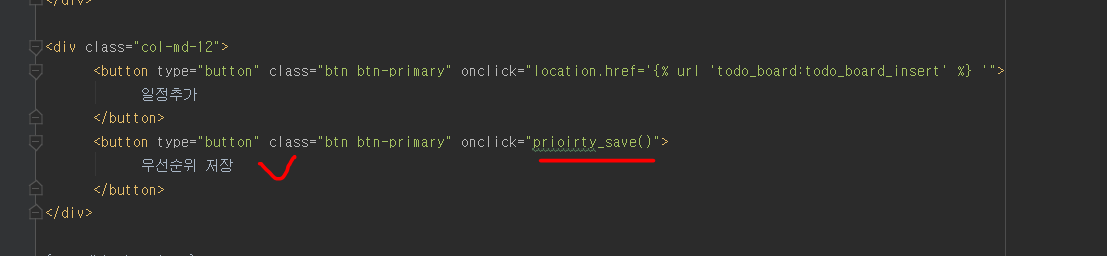 </div>
<div class="col-md-12">
<button type="button" class="btn btn-primary" onclick="location.href='{% url 'todo_board:todo_board_insert' %} '">
일정추가
</button>
<button type="button" class="btn btn-primary" onclick="prioirty_save()">
우선순위 저장
</button>
</div>